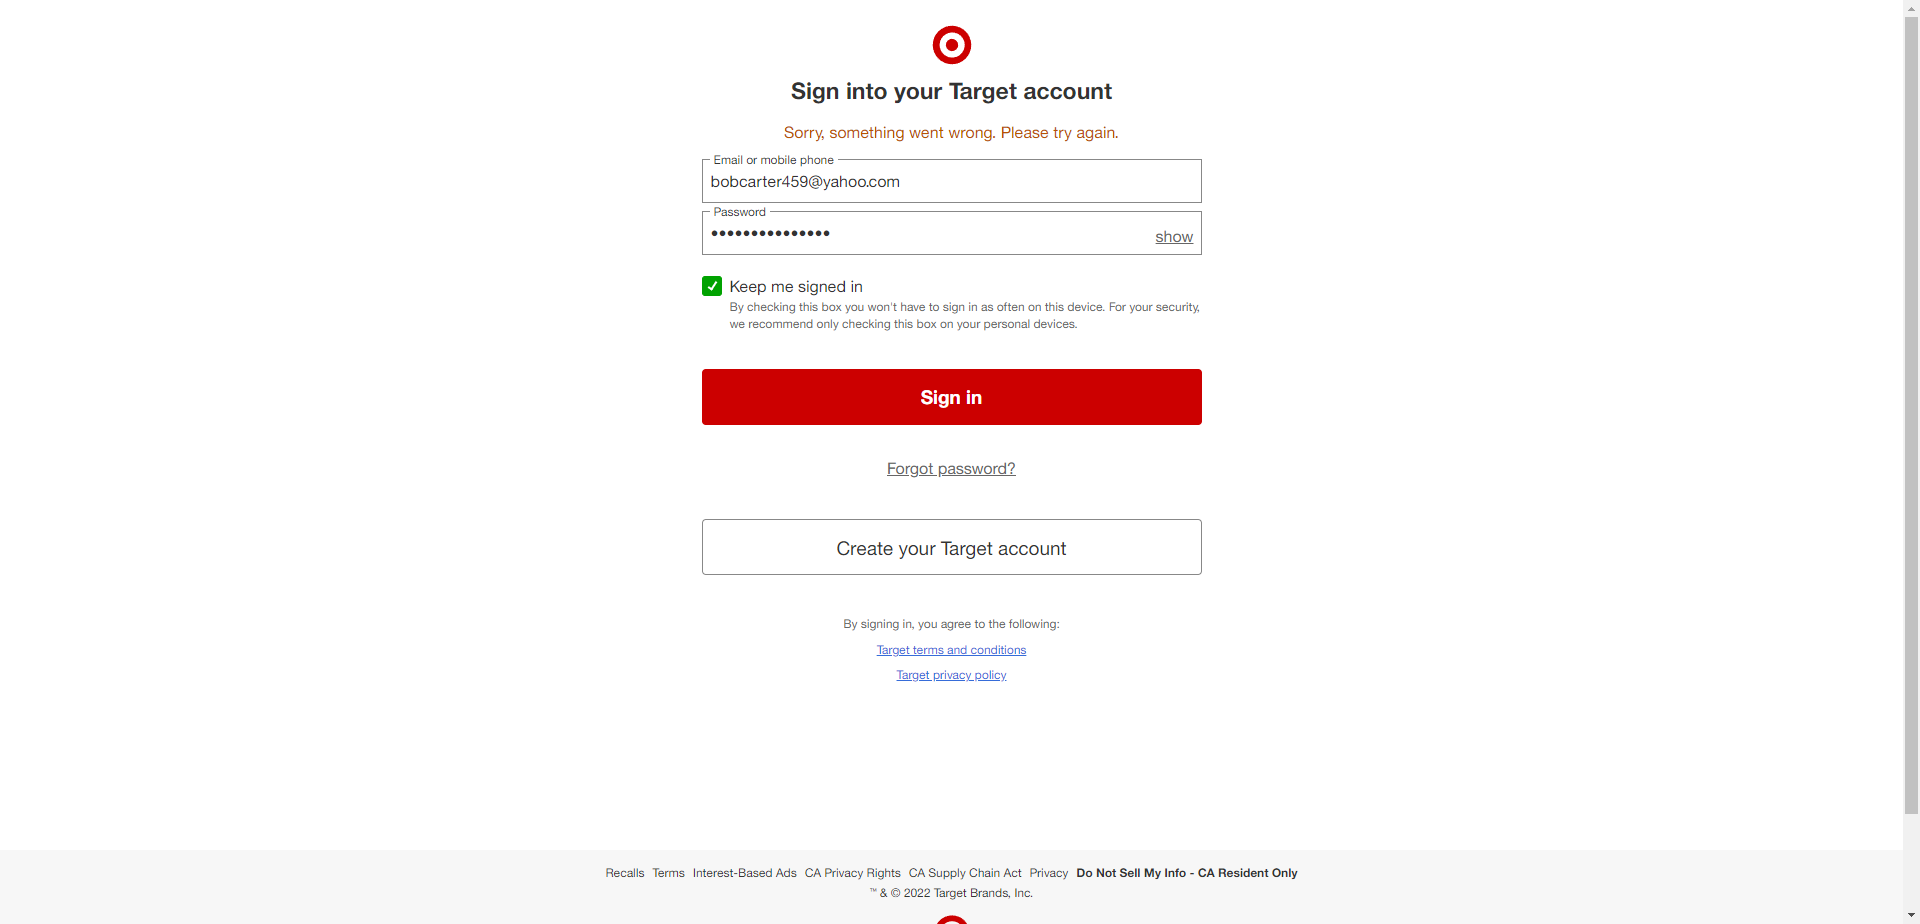 Sign into your Target account
Sorry, something went wrong. Please try again.
Email or mobile phone
bobcarter459@yahoo.com
Password
•••••••••••••••
show
Keep me signed in
By checking this box you won't have to sign in as often on this device. For your security,
we recommend only checking this box on your personal devices.
Sign in
Forgot password?
Create your Target account
By signing in, you agree to the following:
Target terms and conditions
Target privacy policy
Recalls Terms Interest-Based Ads CA Privacy Rights CA Supply Chain Act Privacy Do Not Sell My Info - CA Resident Only
™ & © 2022 Target Brands, Inc.